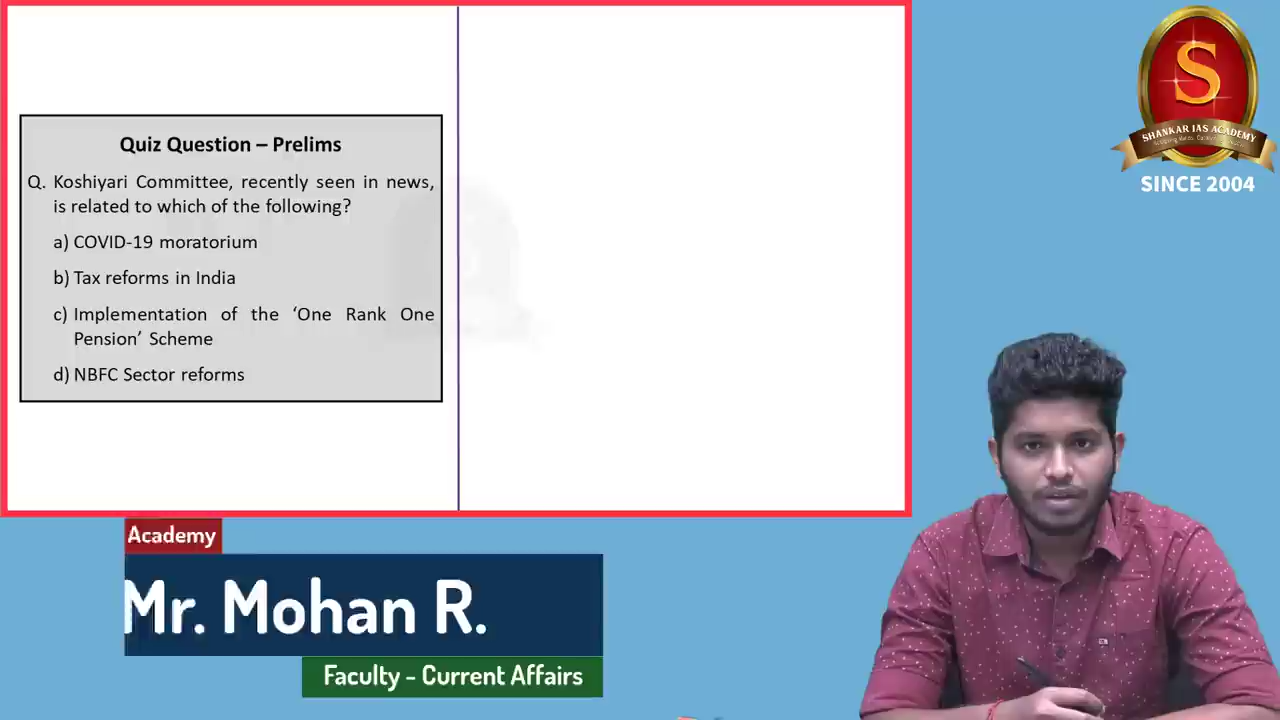 Quiz Question – Prelims
Q. Koshiyari Committee, recently seen in news,
is related to which of the following?
a) COVID-19 moratorium
b) Tax reforms in India
c) Implementation of the ‘One Rank One
Pension’ Scheme
d) NBFC Sector reforms
S
SHANKAR IAS ACADEMY
SINCE 2004
Academy
Mr. Mohan R.
Faculty - Current Affairs